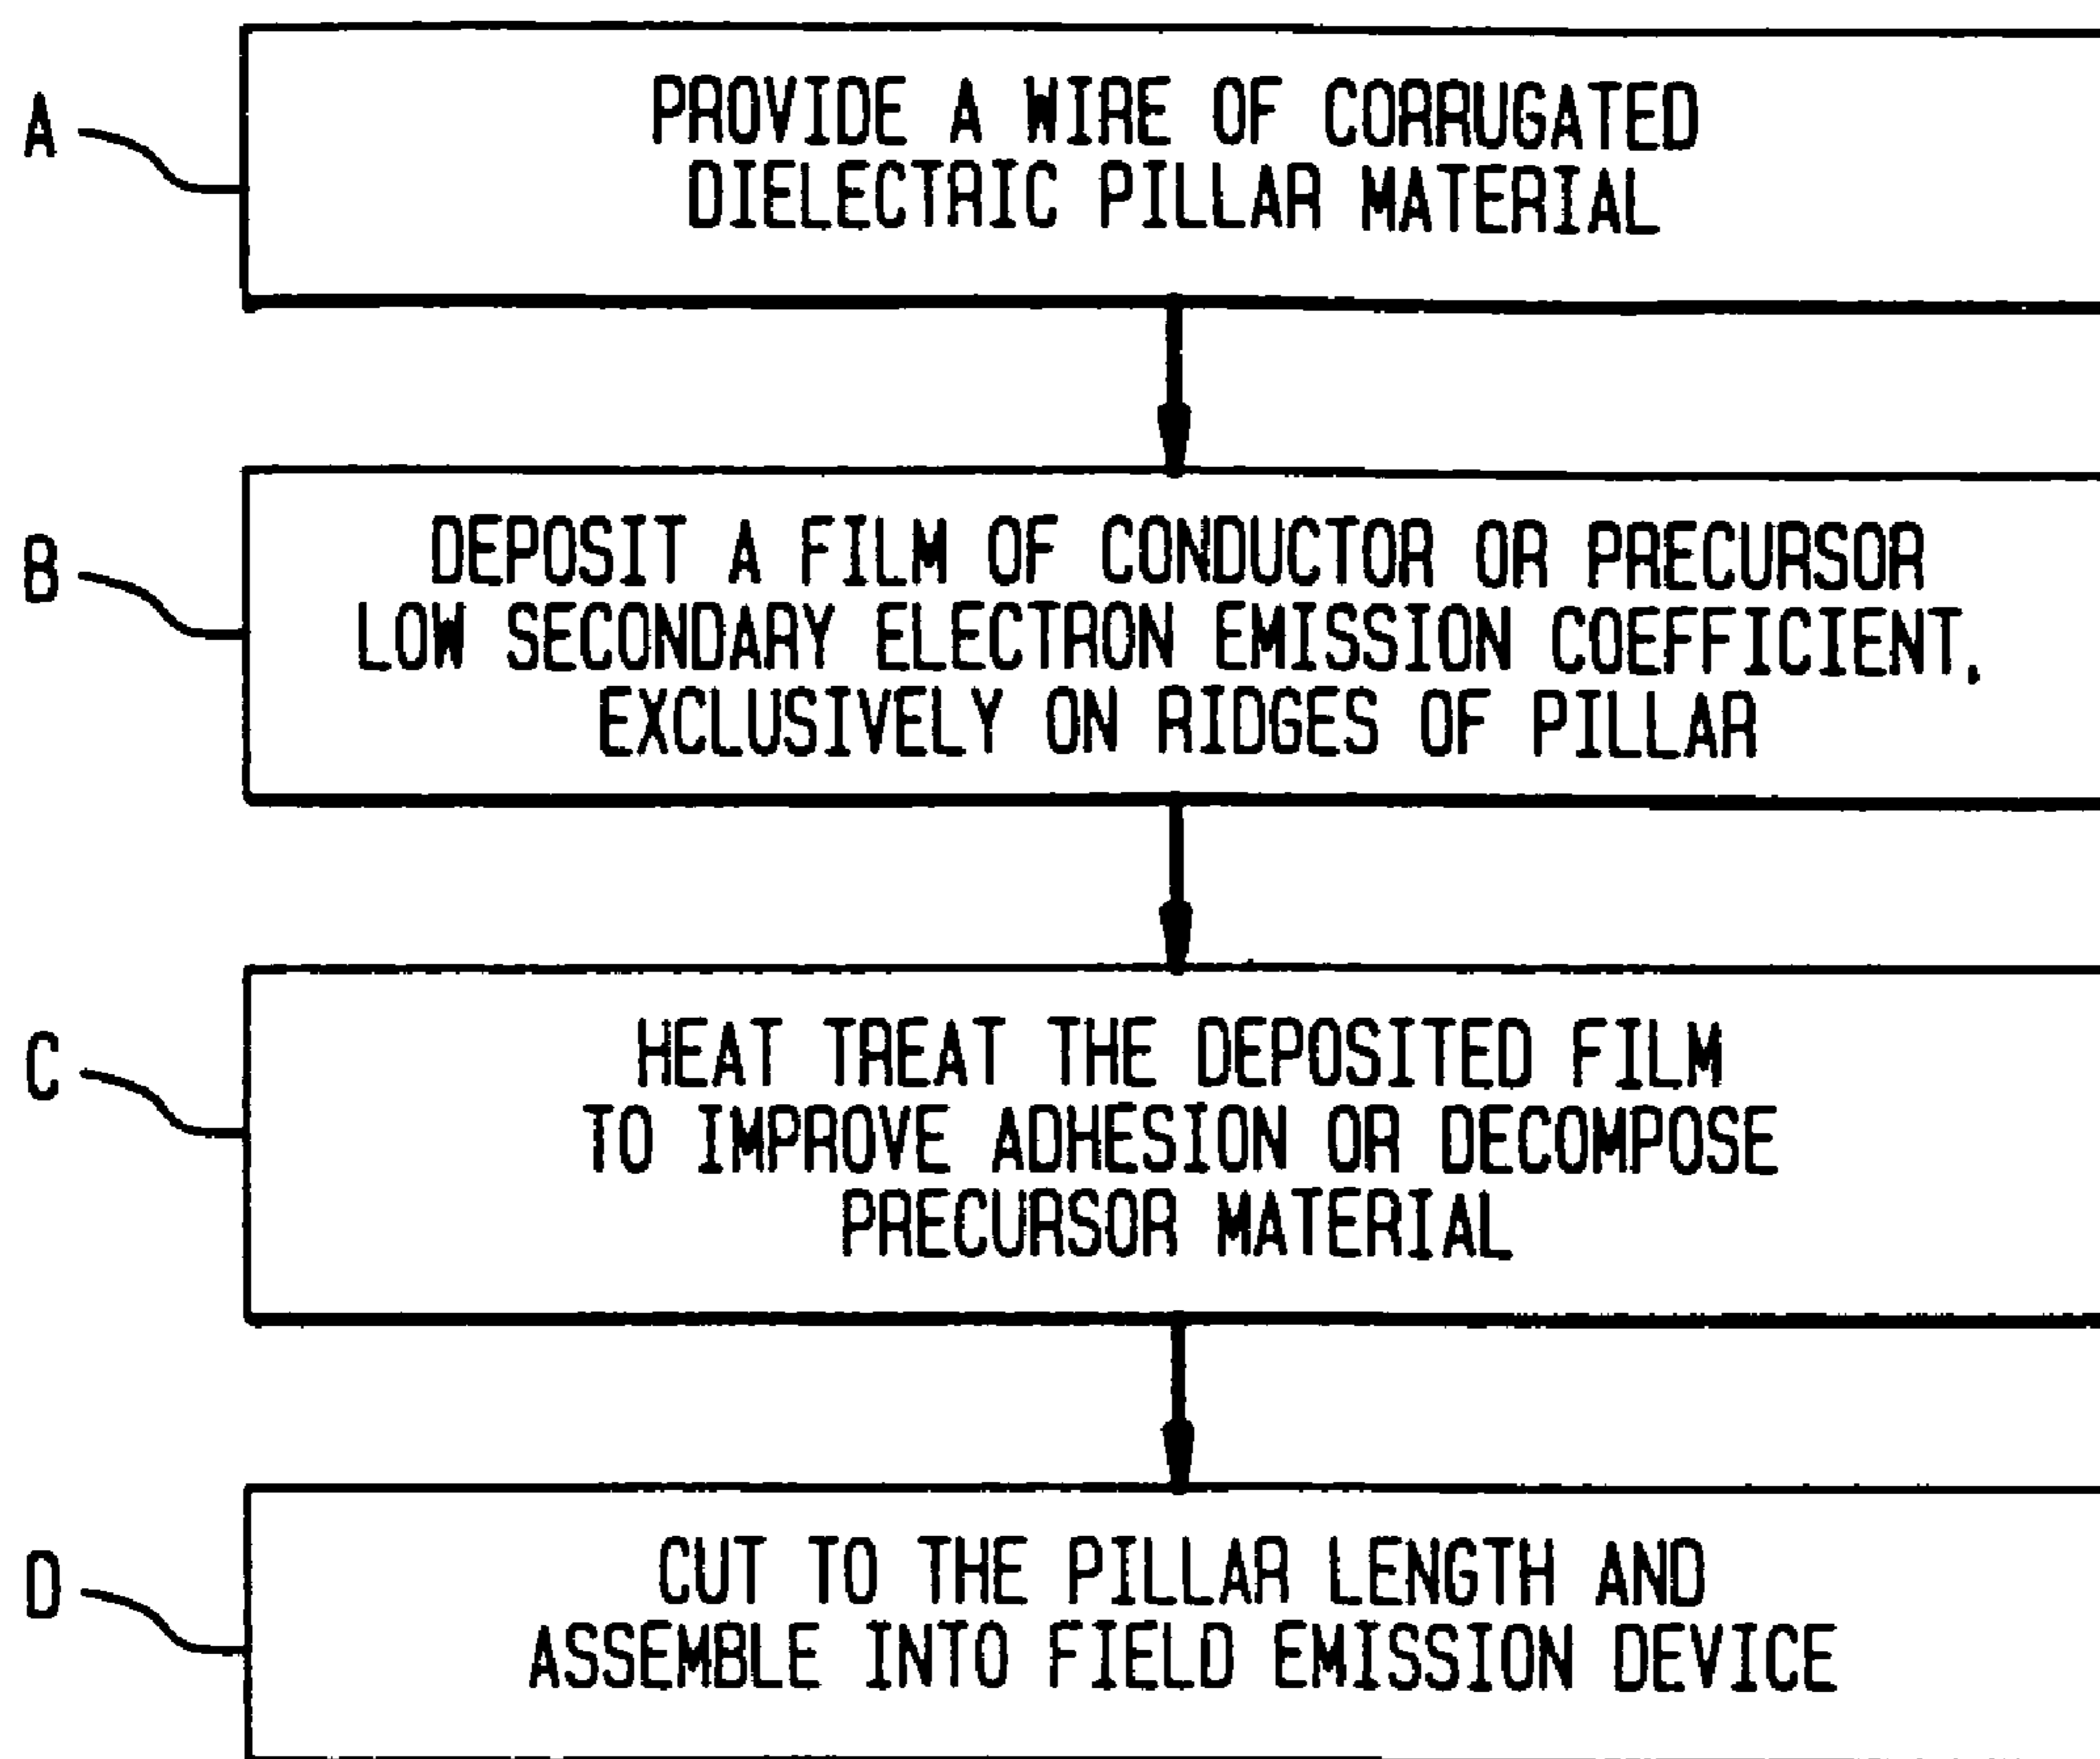 A
PROVIDE A WIRE OF CORRUGATED
DIELECTRIC PILLAR MATERIAL
B
DEPOSIT A FILM OF CONDUCTOR OR PRECURSOR
LOW SECONDARY ELECTRON EMISSION COEFFICIENT,
EXCLUSIVELY ON RIDGES OF PILLAR
C
HEAT TREAT THE DEPOSITED FILM
TO IMPROVE ADHESION OR DECOMPOSE
PRECURSOR MATERIAL
D
CUT TO THE PILLAR LENGTH AND
ASSEMBLE INTO FIELD EMISSION DEVICE